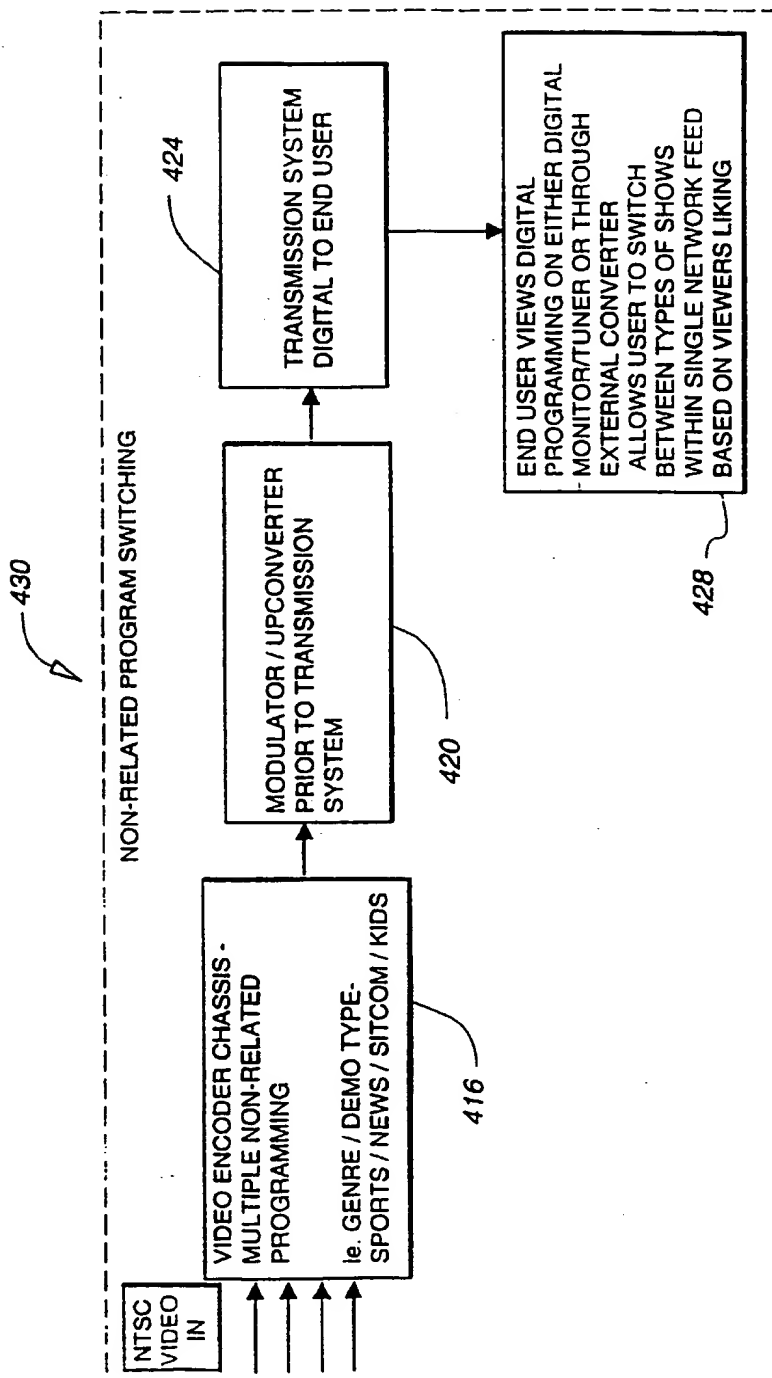 430
NON-RELATED PROGRAM SWITCHING
NTSC
VIDEO
IN
VIDEO ENCODER CHASSIS -
MULTIPLE NON-RELATED
PROGRAMMING
Ie. GENRE / DEMO TYPE-
SPORTS / NEWS / SITCOM / KIDS
416
MODULATOR / UPCONVERTER
PRIOR TO TRANSMISSION
SYSTEM
420
TRANSMISSION SYSTEM
DIGITAL TO END USER
424
END USER VIEWS DIGITAL
PROGRAMMING ON EITHER DIGITAL
MONITOR/TUNER OR THROUGH
EXTERNAL CONVERTER
ALLOWS USER TO SWITCH
BETWEEN TYPES OF SHOWS
WITHIN SINGLE NETWORK FEED
BASED ON VIEWERS LIKING
428